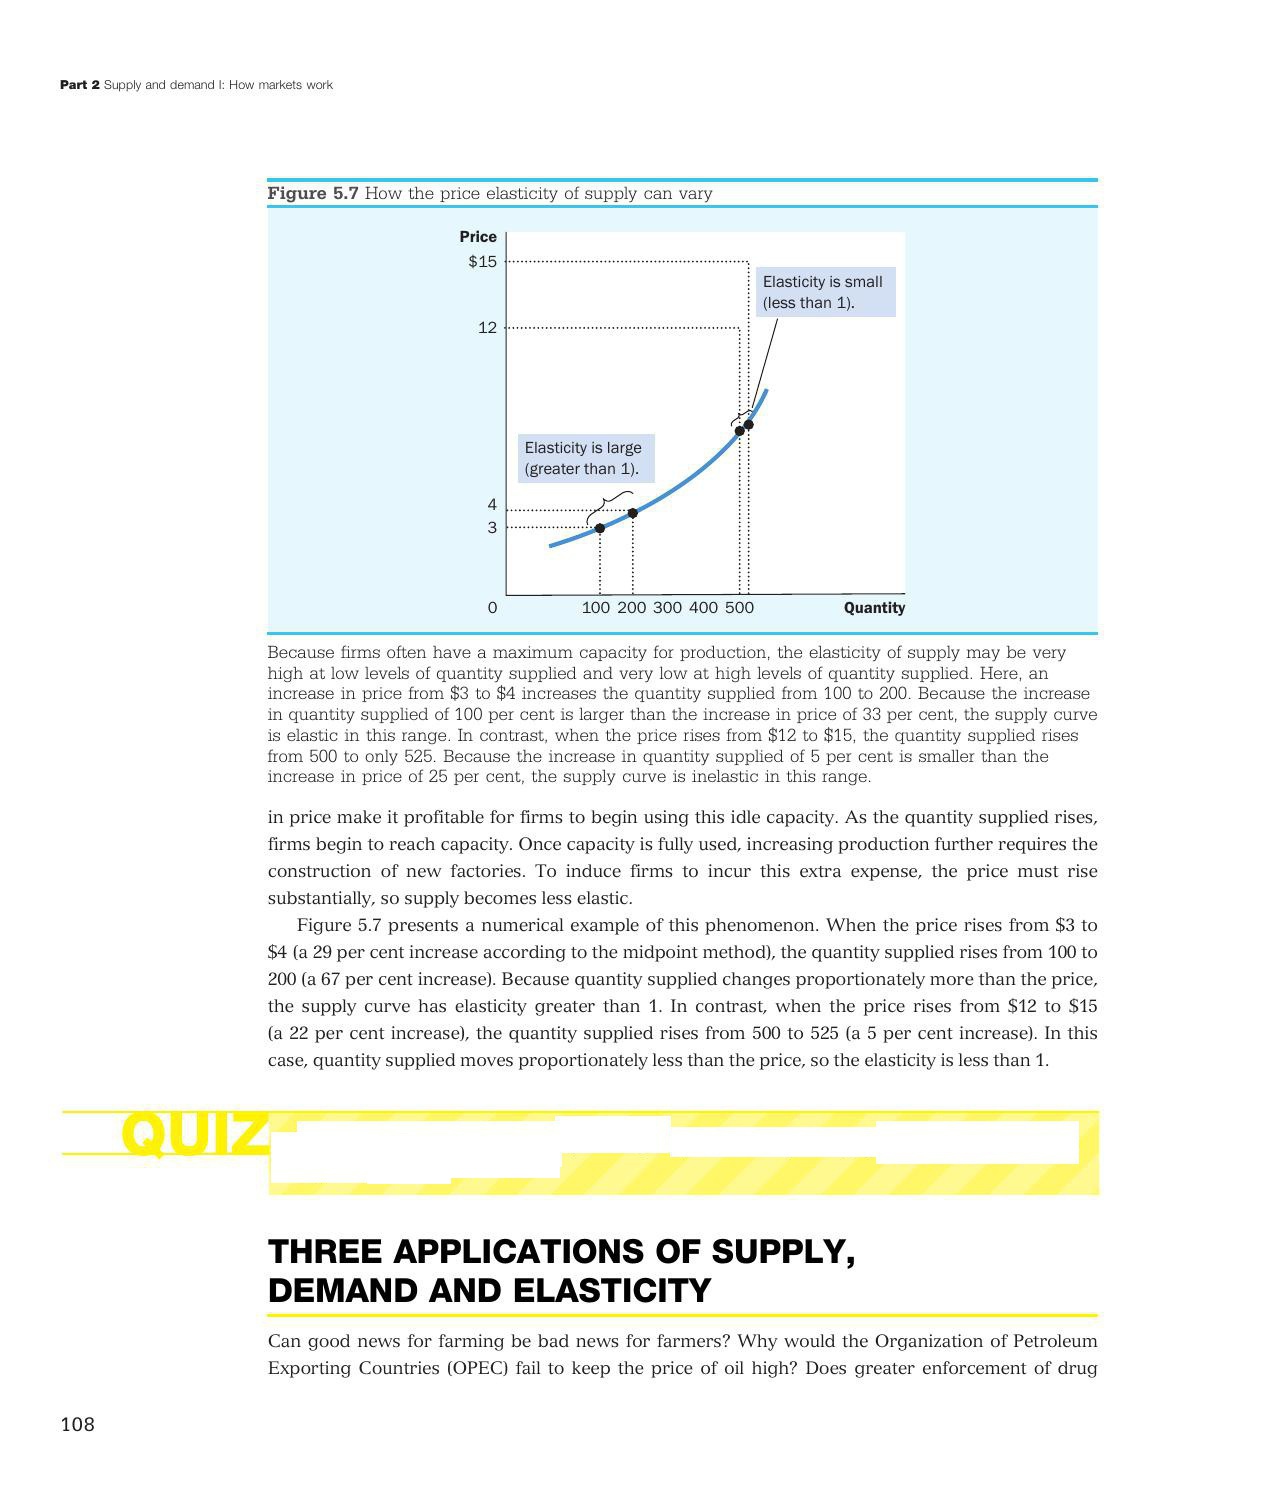 Part 2 Supply and demand I: How markets work
Figure 5.7 How the price elasticity of supply can vary
Price
$15
Elasticity is small
(less than 1).
12
Elasticity is large
(greater than 1).
4
3
0
100 200 300 400 500
Quantity
Because firms often have a maximum capacity for production, the elasticity of supply may be very
high at low levels of quantity supplied and very low at high levels of quantity supplied. Here, an
increase in price from $3 to $4 increases the quantity supplied from 100 to 200. Because the increase
in quantity supplied of 100 per cent is larger than the increase in price of 33 per cent, the supply curve
is elastic in this range. In contrast, when the price rises from $12 to $15, the quantity supplied rises
from 500 to only 525. Because the increase in quantity supplied of 5 per cent is smaller than the
increase in price of 25 per cent, the supply curve is inelastic in this range.
in price make it profitable for firms to begin using this idle capacity. As the quantity supplied rises,
firms begin to reach capacity. Once capacity is fully used, increasing production further requires the
construction of new factories. To induce firms to incur this extra expense, the price must rise
substantially, so supply becomes less elastic.
Figure 5.7 presents a numerical example of this phenomenon. When the price rises from $3 to
$4 (a 29 per cent increase according to the midpoint method), the quantity supplied rises from 100 to
200 (a 67 per cent increase). Because quantity supplied changes proportionately more than the price,
the supply curve has elasticity greater than 1. In contrast, when the price rises from $12 to $15
(a 22 per cent increase), the quantity supplied rises from 500 to 525 (a 5 per cent increase). In this
case, quantity supplied moves proportionately less than the price, so the elasticity is less than 1.
QUIZ
THREE APPLICATIONS OF SUPPLY,
DEMAND AND ELASTICITY
Can good news for farming be bad news for farmers? Why would the Organization of Petroleum
Exporting Countries (OPEC) fail to keep the price of oil high? Does greater enforcement of drug
108